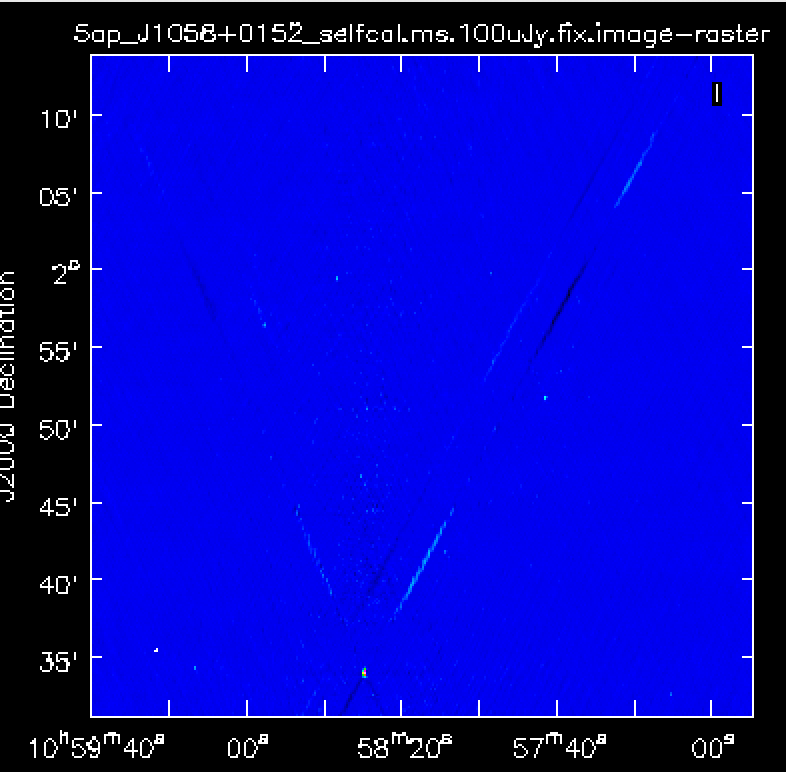 Sap_J1058+0152_selfcal.ms.100uJy.fix.image-raster
I
10'
05'
2°
55'
50'
45'
40'
35'
J2000 Declination
10ʰ59ᵐ40ˢ 00ˢ 58ᵐ20ˢ 57ᵐ40ˢ 00ˢ